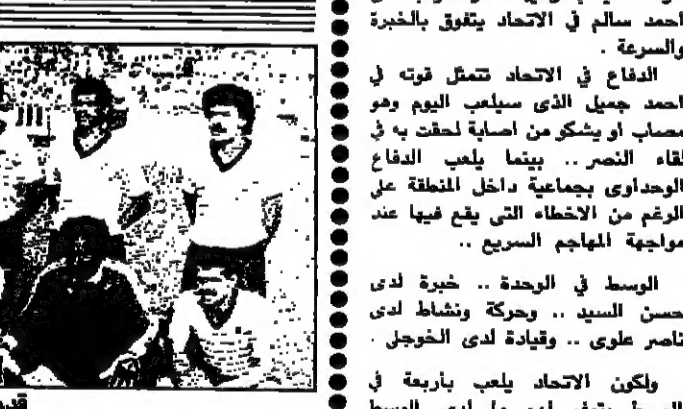 احمد سالم في الاتحاد يتفوق بالخبرة
والسرعة .
الدفاع في الاتحاد تتمثل قوته في
احمد جميل الذى سيلعب اليوم وهو
مصاب او يشكو من اصابة لحقت به في
لقاء النصر .. بينما يلعب الدفاع
الوحداوى بجماعية داخل المنطقة على
الرغم من الاخطاء التى يقع فيها عند
مواجهة المهاجم السريع ..
الوسط في الوحدة .. خبرة لدى
حسن السيد .. وحركة ونشاط لدى
ناصر علوى .. وقيادة لدى الخوجلى .
ولكون الاتحاد يلعب بأربعة في